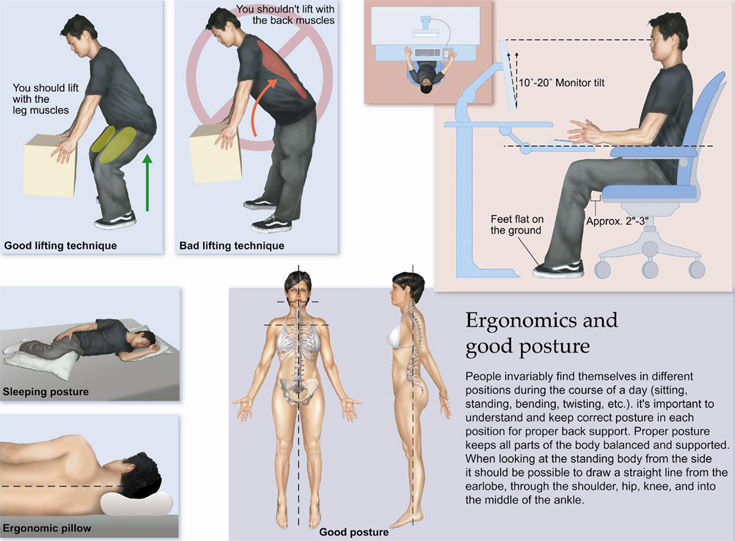 You should lift
with the
leg muscles
Good lifting technique
You shouldn't lift with
the back muscles
Bad lifting technique
10˚-20˚ Monitor tilt
Feet flat on
the ground
Approx. 2"-3"
Sleeping posture
Ergonomic pillow
Good posture
Ergonomics and
good posture
People invariably find themselves in different
positions during the course of a day (sitting,
standing, bending, twisting, etc.). it's important to
understand and keep correct posture in each
position for proper back support. Proper posture
keeps all parts of the body balanced and supported.
When looking at the standing body from the side
it should be possible to draw a straight line from the
earlobe, through the shoulder, hip, knee, and into
the middle of the ankle.